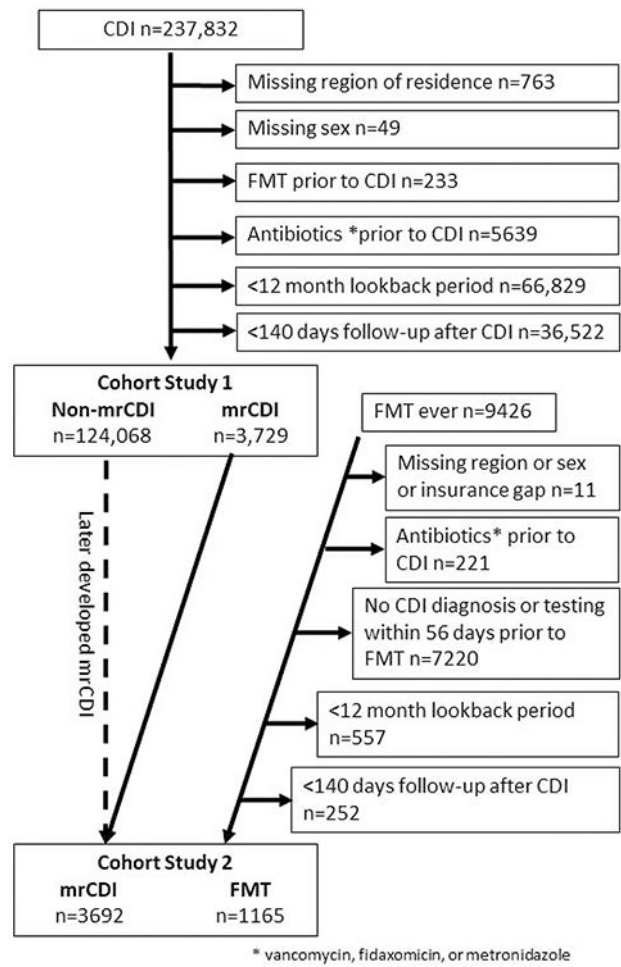 CDI n=237,832
Missing region of residence n=763
Missing sex n=49
FMT prior to CDI n=233
Antibiotics *prior to CDI n=5639
<12 month lookback period n=66,829
<140 days follow-up after CDI n=36,522
Cohort Study 1
Non-mrCDI mrCDI
n=124,068 n=3,729
FMT ever n=9426
Missing region or sex
or insurance gap n=11
Antibiotics* prior to
CDI n=221
No CDI diagnosis or testing
within 56 days prior to
FMT n=7220
<12 month lookback period
n=557
<140 days follow-up after CDI
n=252
Later developed mrCDI
Cohort Study 2
mrCDI FMT
n=3692 n=1165
* vancomycin, fidaxomicin, or metronidazole